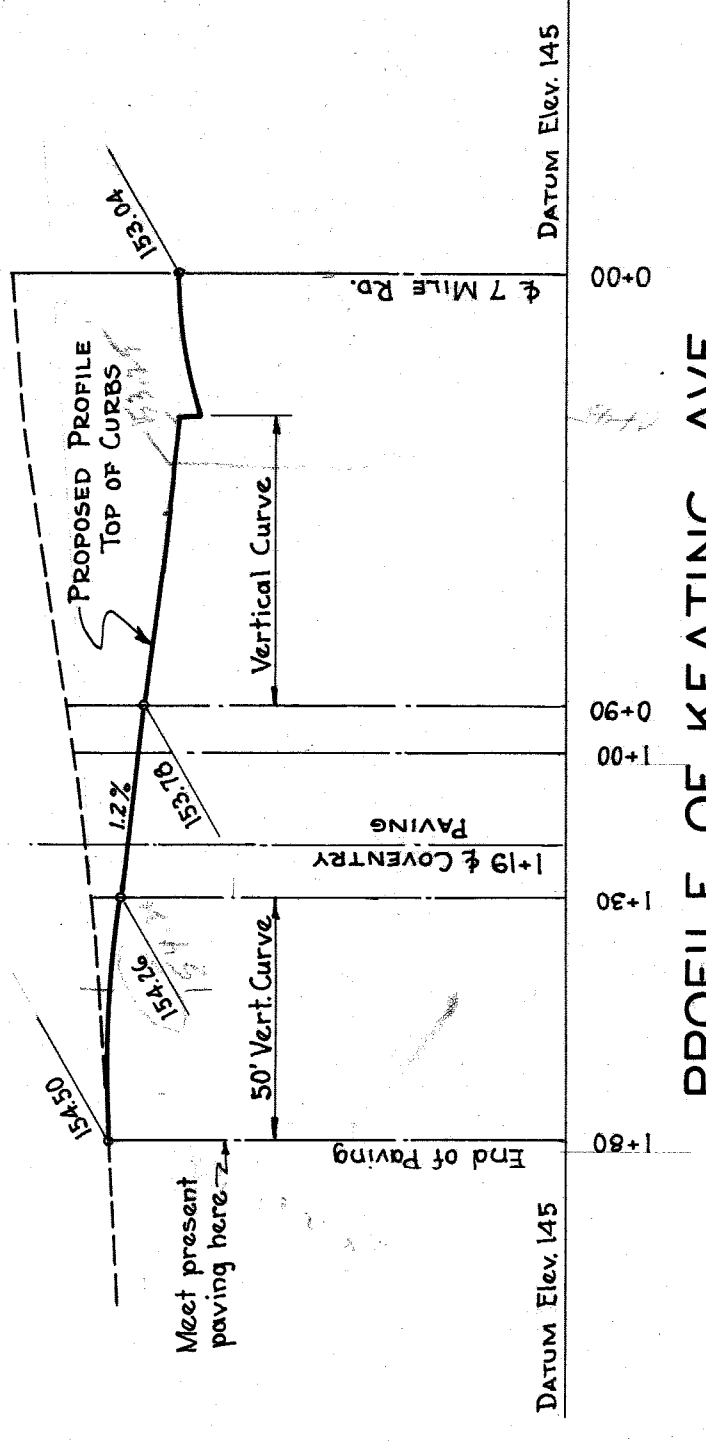 154.50
154.26
153.78
153.04
1.2%
PROPOSED PROFILE
TOP OF CURBS
Meet present
paving here
50' Vert. Curve
Vertical Curve
End of Paving
1+19 ℄ COVENTRY
PAVING
℄ 7 MILE RD.
DATUM Elev. 145
DATUM Elev. 145
1+80
1+30
1+00
0+90
0+00
PROFILE OF KEATING AVE